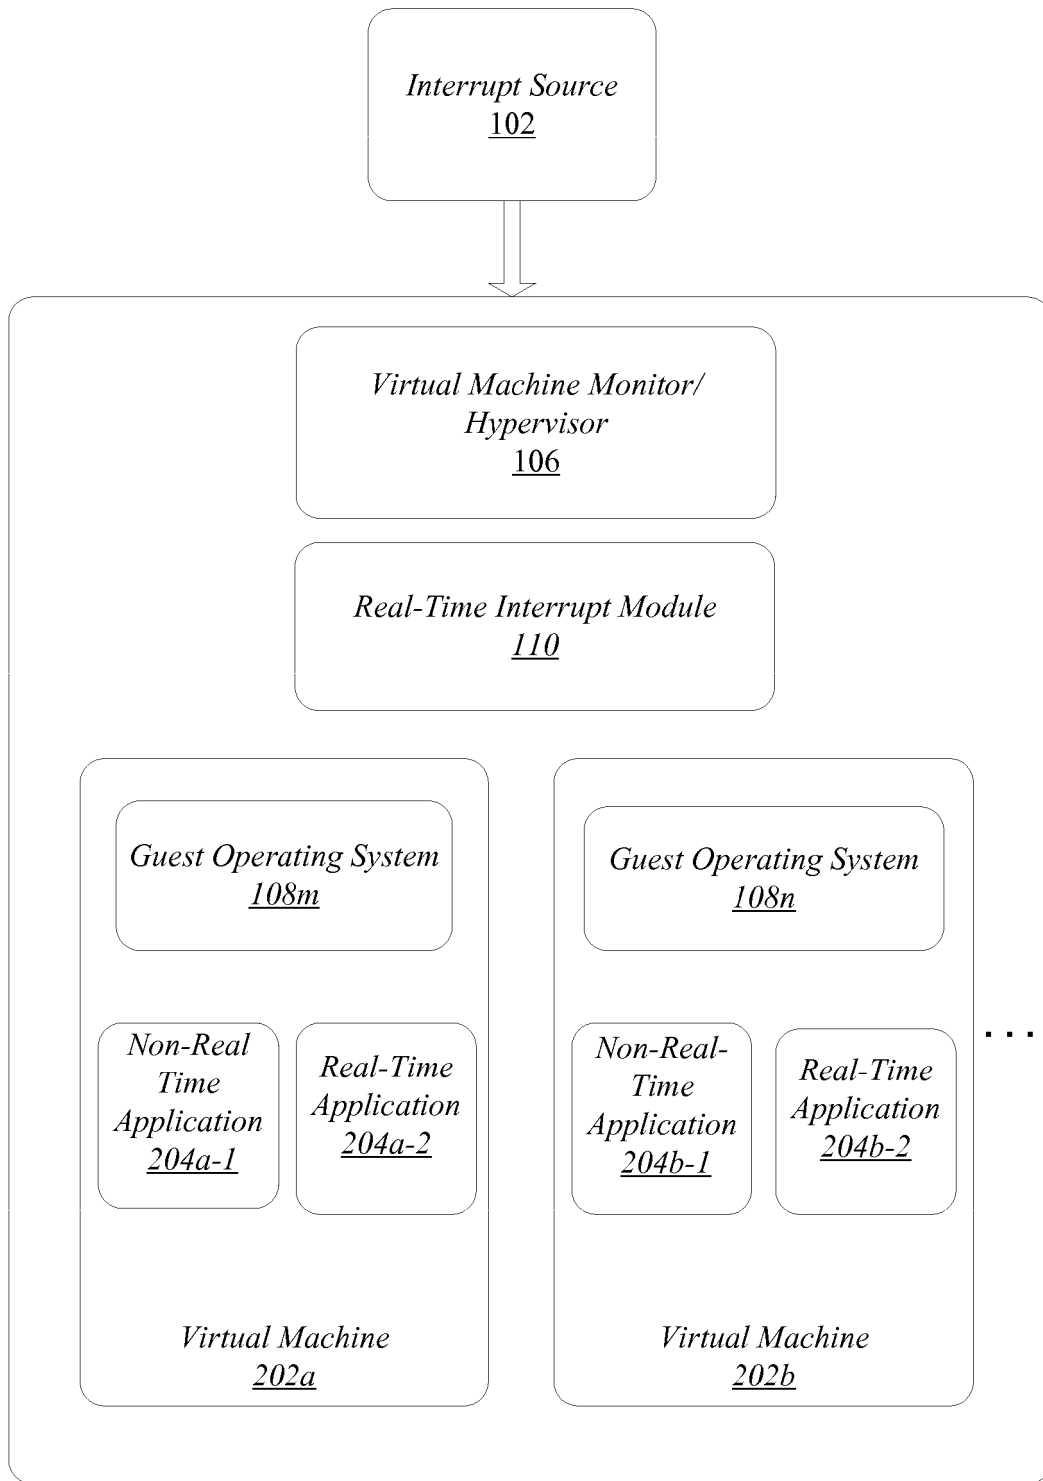 Interrupt Source
102
Virtual Machine Monitor/
Hypervisor
106
Real-Time Interrupt Module
110
Guest Operating System
108m
Non-Real
Time
Application
204a-1
Real-Time
Application
204a-2
Virtual Machine
202a
Guest Operating System
108n
Non-Real-
Time
Application
204b-1
Real-Time
Application
204b-2
Virtual Machine
202b
. . .